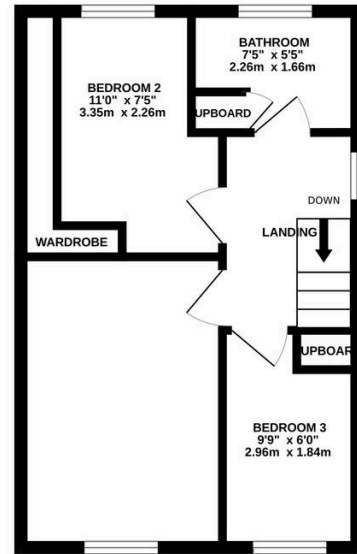 BATHROOM
7'5" x 5'5"
2.26m x 1.66m
BEDROOM 2
11'0" x 7'5"
3.35m x 2.26m
UPBOARD
DOWN
LANDING
WARDROBE
UPBOAR
BEDROOM 3
9'9" x 6'0"
2.96m x 1.84m